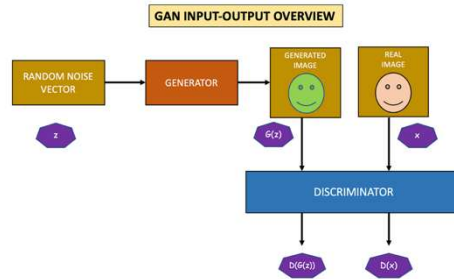 GAN INPUT-OUTPUT OVERVIEW
GENERATED
IMAGE
REAL
IMAGE
RANDOM NOISE
VECTOR
GENERATOR
z
G(z)
x
DISCRIMINATOR
D(G(z))
D(x)